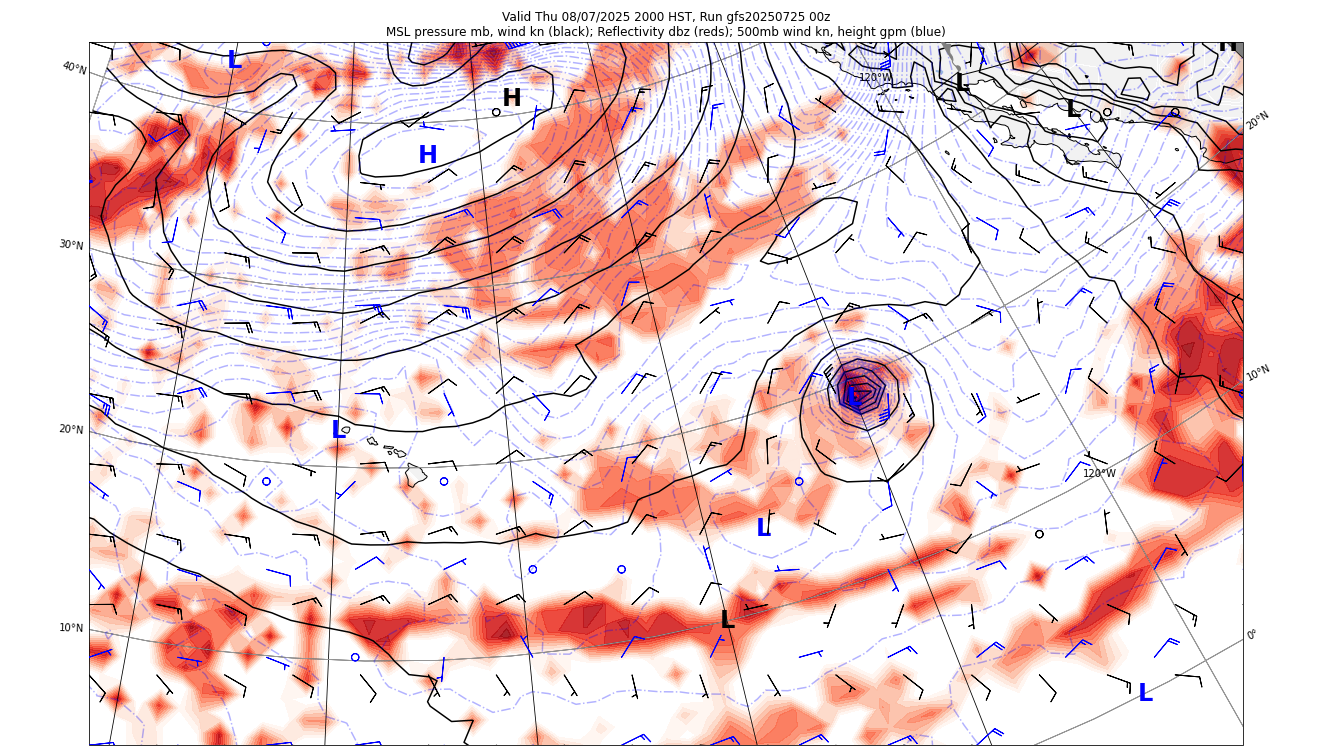 Valid Thu 08/07/2025 2000 HST, Run gfs20250725 00z
MSL pressure mb, wind kn (black); Reflectivity dbz (reds); 500mb wind kn, height gpm (blue)
H
L
40°N
120°W
L
H
L
20°N
H
30°N
10°N
L
20°N
L
120°W
L
L
10°N
0°
L